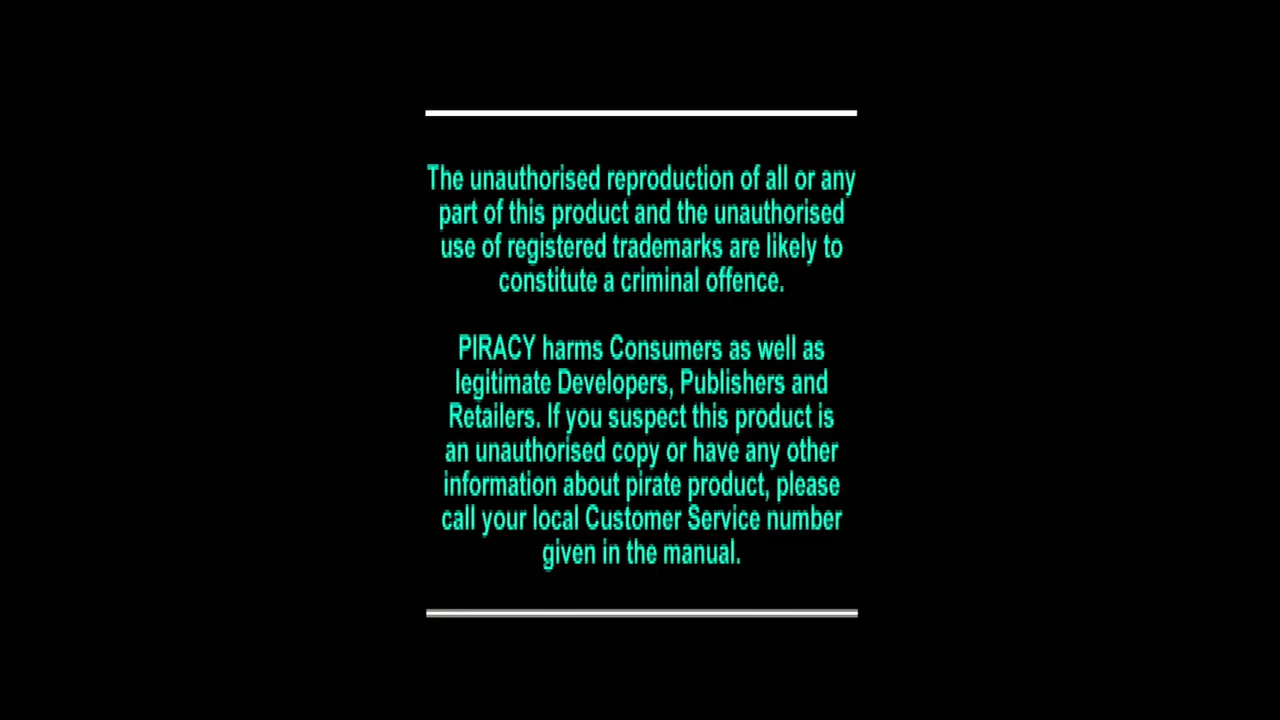 The unauthorised reproduction of all or any
part of this product and the unauthorised
use of registered trademarks are likely to
constitute a criminal offence.
PIRACY harms Consumers as well as
legitimate Developers, Publishers and
Retailers. If you suspect this product is
an unauthorised copy or have any other
information about pirate product, please
call your local Customer Service number
given in the manual.